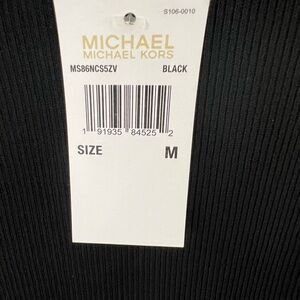 S106-0010
MICHAEL
MICHAEL KORS
MS86NCS5ZV BLACK
1 91935 84525 2
SIZE M